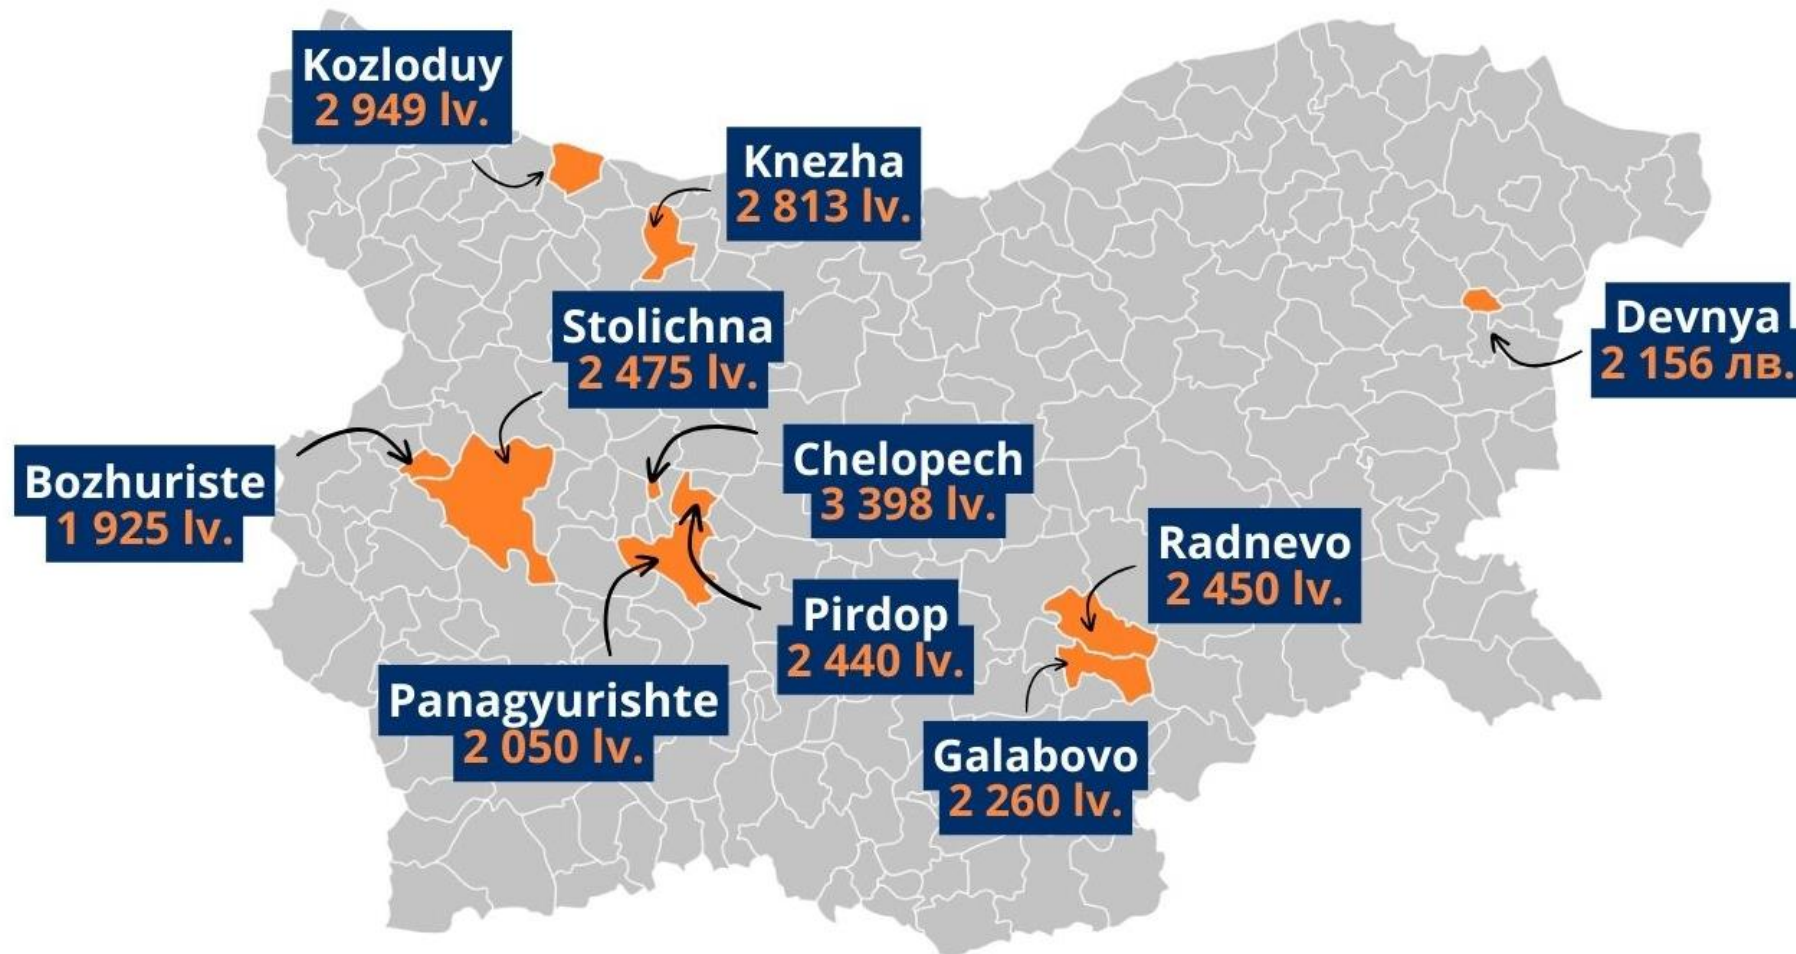 Kozloduy
2 949 lv.
Knezha
2 813 lv.
Stolichna
2 475 lv.
Devnya
2 156 лв.
Bozhuriste
1 925 lv.
Chelopech
3 398 lv.
Radnevo
2 450 lv.
Pirdop
2 440 lv.
Panagyurishte
2 050 lv.
Galabovo
2 260 lv.